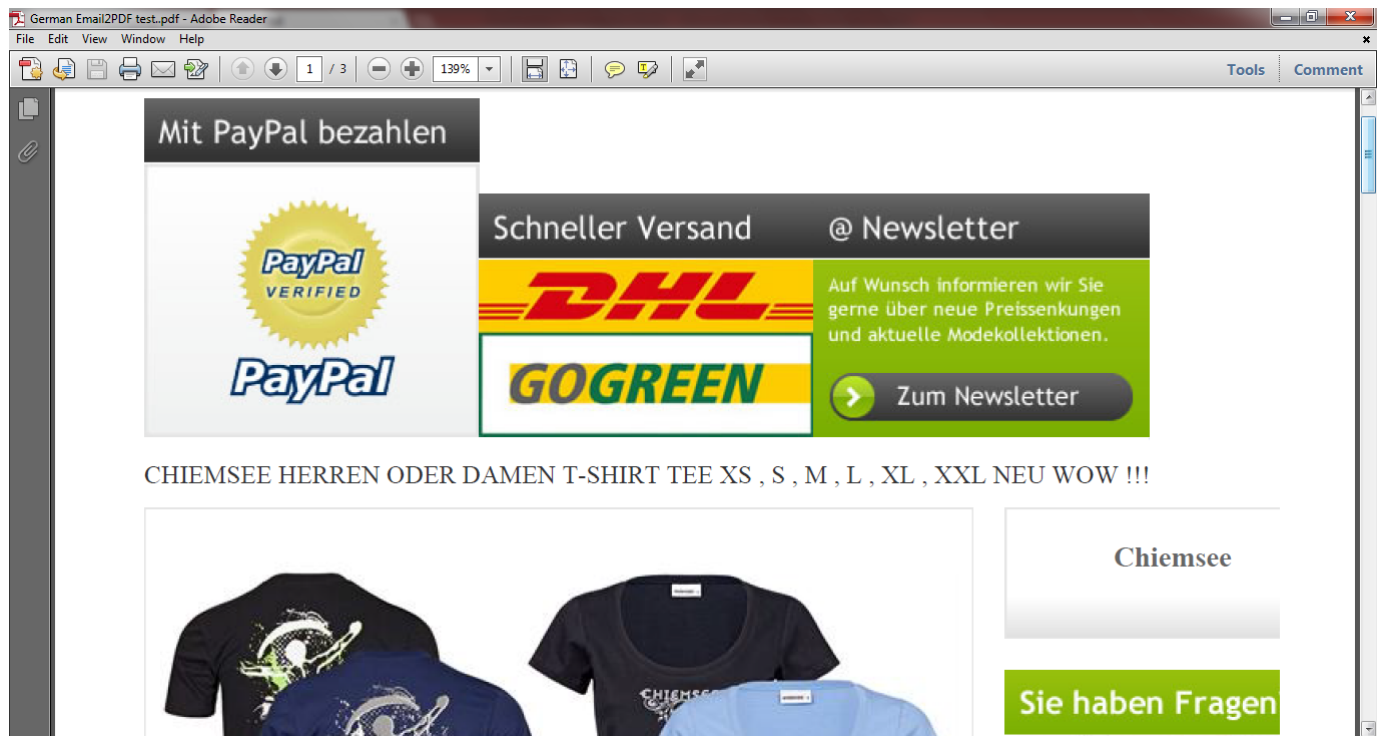 German Email2PDF test..pdf - Adobe Reader
File Edit View Window Help
1 / 3 139% Tools Comment
Mit PayPal bezahlen
PayPal
VERIFIED
PayPal
Schneller Versand
DHL
GOGREEN
@ Newsletter
Auf Wunsch informieren wir Sie
gerne über neue Preissenkungen
und aktuelle Modekollektionen.
Zum Newsletter
CHIEMSEE HERREN ODER DAMEN T-SHIRT TEE XS , S , M , L , XL , XXL NEU WOW !!!
CHIEMSEE
Chiemsee
Sie haben Fragen